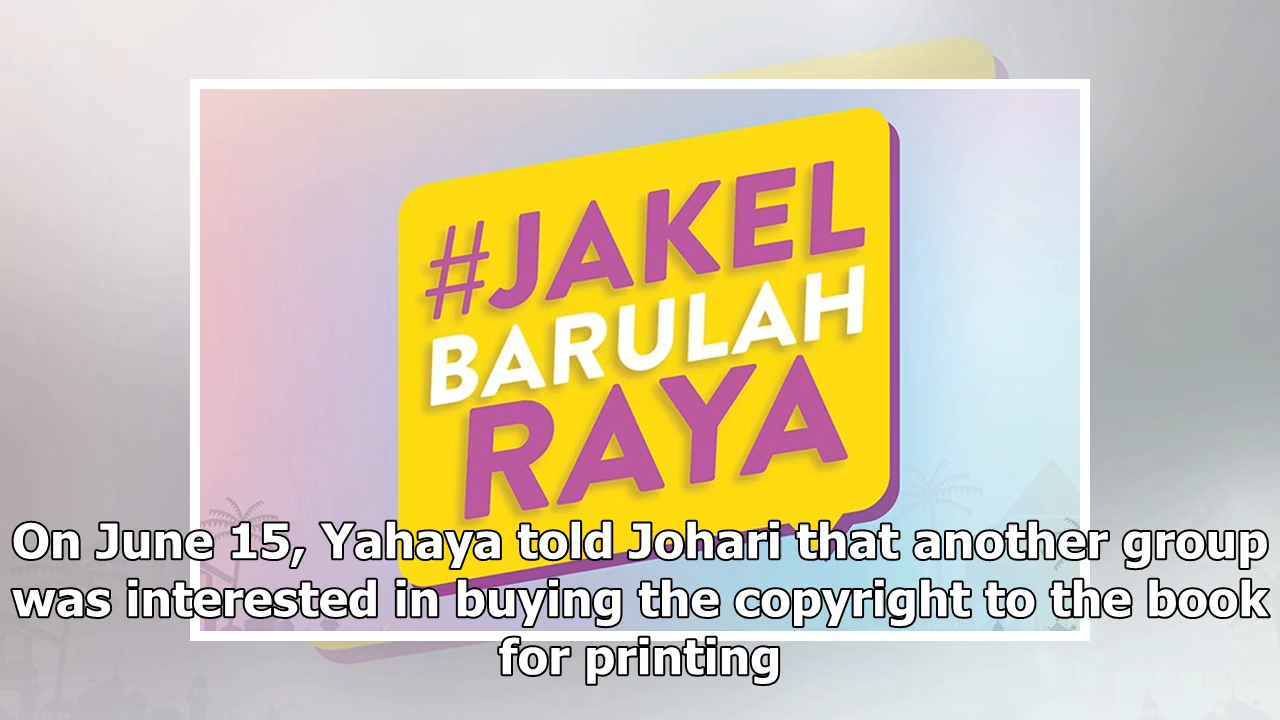 #JAKEL
BARULAH
RAYA
On June 15, Yahaya told Johari that another group
was interested in buying the copyright to the book
for printing